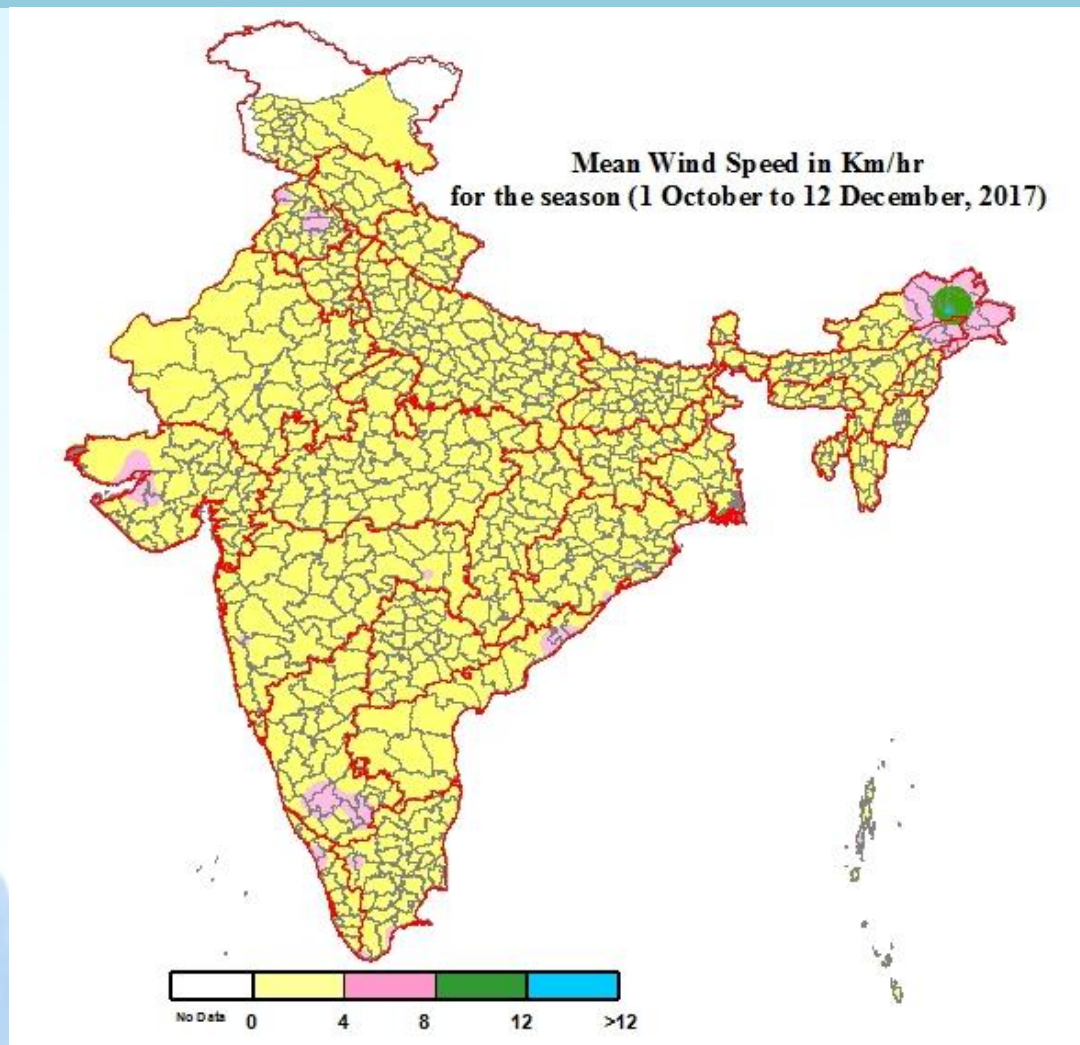 Mean Wind Speed in Km/hr
for the season (1 October to 12 December, 2017)
No Data 0 4 8 12 >12